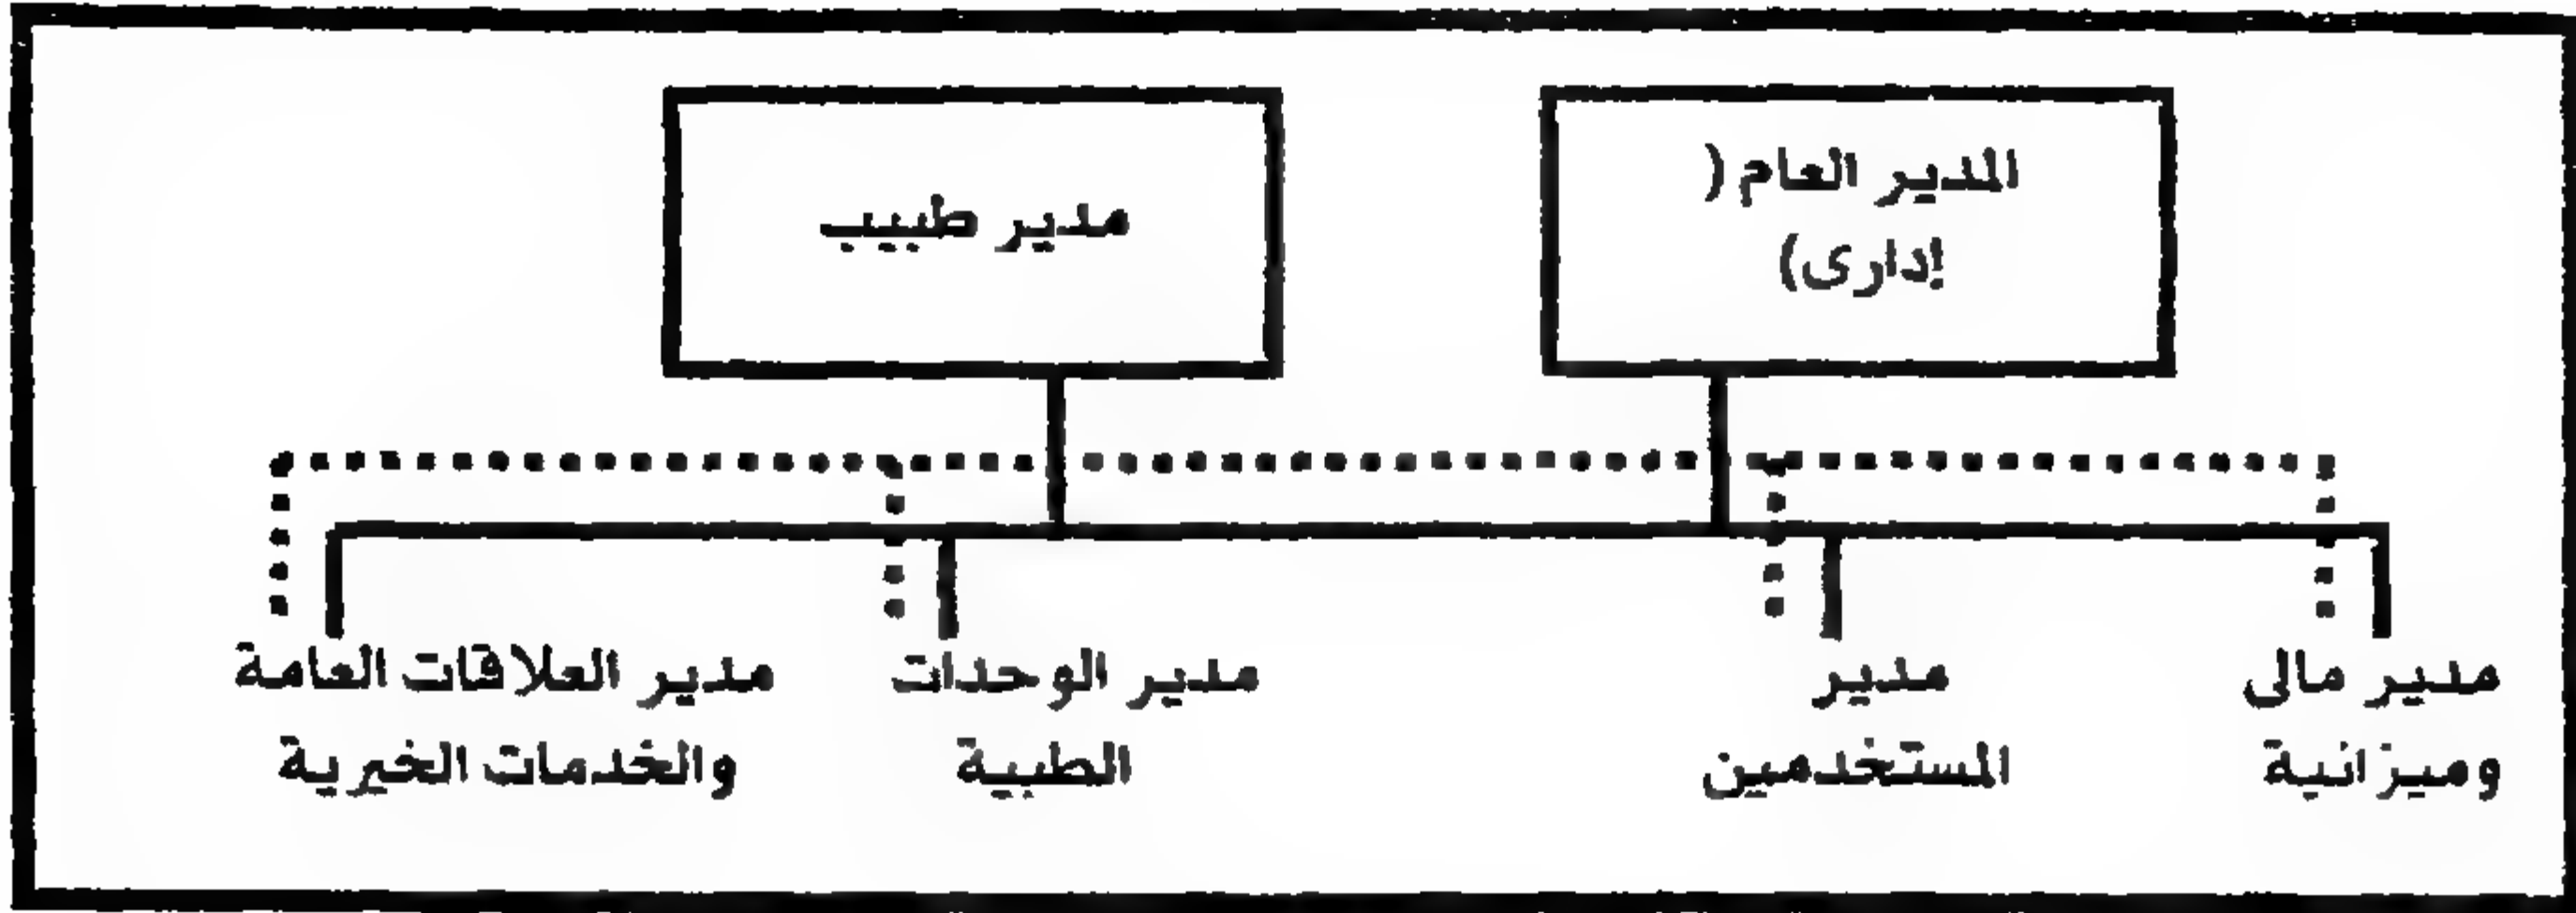 المدير العام (
إدارى)
مدير طبيب
مدير مالى
وميزانية
مدير
المستخدمين
مدير الوحدات
الطبية
مدير العلاقات العامة
والخدمات الخيرية